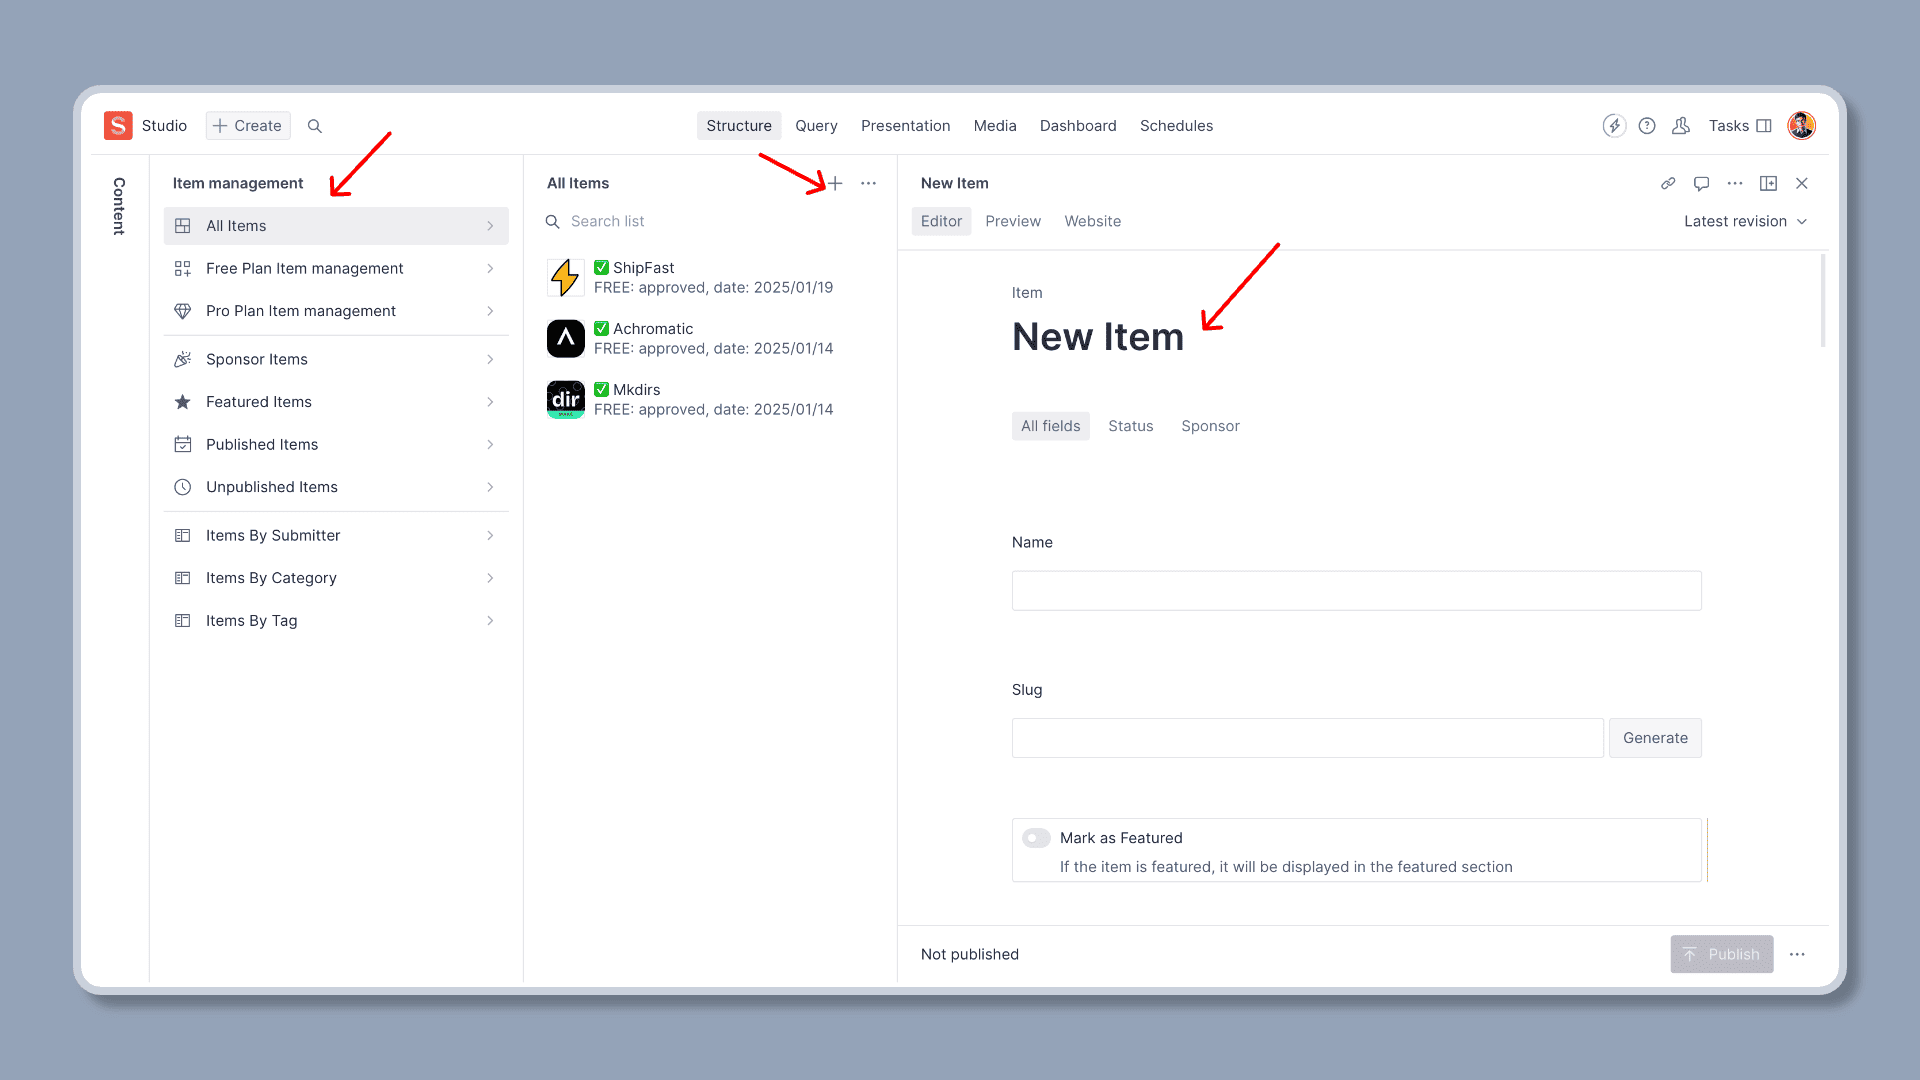 S Studio
Create
Structure
Query
Presentation
Media
Dashboard
Schedules
Tasks
Content
Item management
All Items
Free Plan Item management
Pro Plan Item management
Sponsor Items
Featured Items
Published Items
Unpublished Items
Items By Submitter
Items By Category
Items By Tag
All Items
Search list
✅ ShipFast
FREE: approved, date: 2025/01/19
✅ Achromatic
FREE: approved, date: 2025/01/14
dir
✅ Mkdirs
FREE: approved, date: 2025/01/14
New Item
Editor
Preview
Website
Latest revision
Item
New Item
All fields
Status
Sponsor
Name
Slug
Generate
Mark as Featured
If the item is featured, it will be displayed in the featured section
Not published
Publish